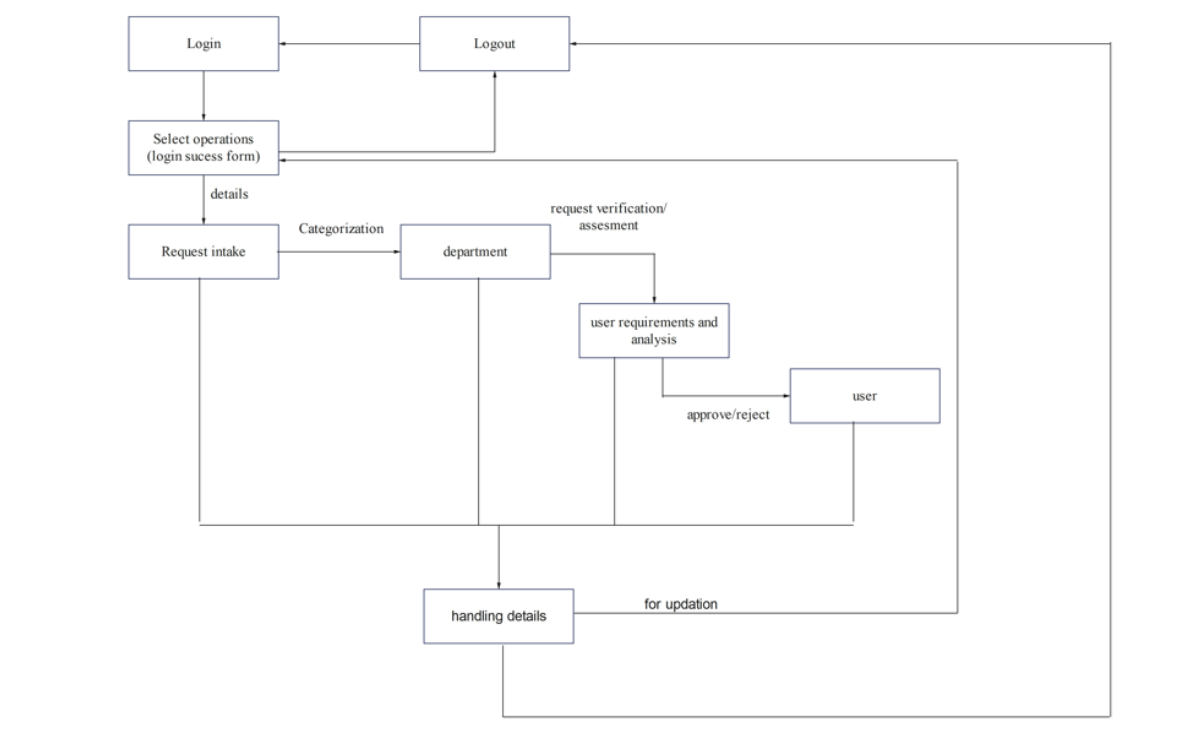 Login
Logout
Select operations
(login sucess form)
details
request verification/
assesment
Categorization
Request intake
department
user requirements and
analysis
user
approve/reject
for updation
handling details